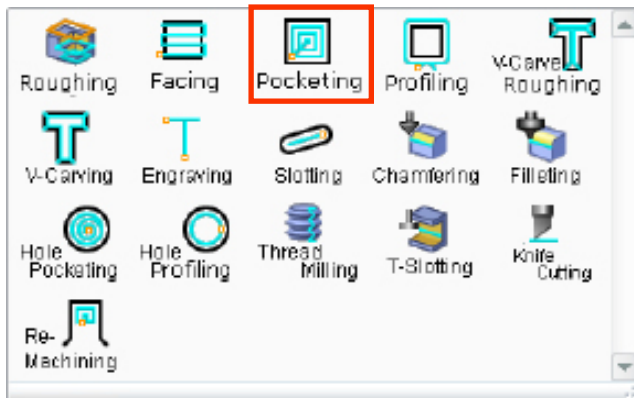 Roughing Facing Pocketing Profiling V-Carve Roughing
V-Carving Engraving Slotting Chamfering Filleting
Hole Pocketing Hole Profiling Thread Milling T-Slotting Knife Cutting
Re-Machining